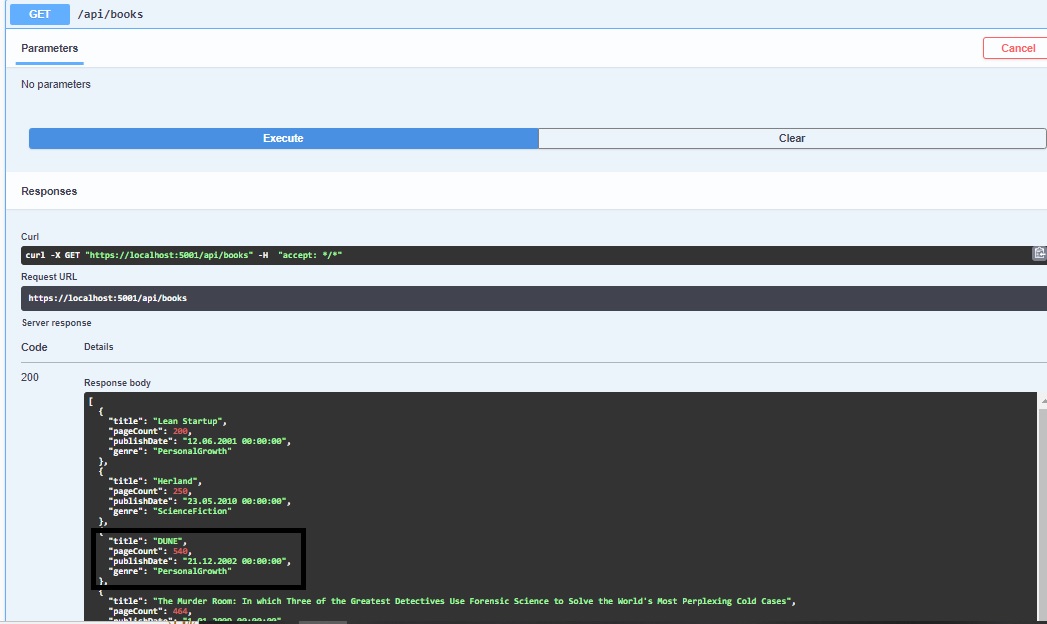 GET /api/books
Parameters
Cancel
No parameters
Execute
Clear
Responses
Curl
curl -X GET "https://localhost:5001/api/books" -H  "accept: */*"
Request URL
https://localhost:5001/api/books
Server response
Code Details
200
Response body
[
{
"title": "Lean Startup",
"pageCount": 200,
"publishDate": "12.06.2001 00:00:00",
"genre": "PersonalGrowth"
},
{
"title": "Herland",
"pageCount": 250,
"publishDate": "23.05.2010 00:00:00",
"genre": "ScienceFiction"
},
{
"title": "DUNE",
"pageCount": 540,
"publishDate": "21.12.2002 00:00:00",
"genre": "PersonalGrowth"
},
{
"title": "The Murder Room: In which Three of the Greatest Detectives Use Forensic Science to Solve the World's Most Perplexing Cold Cases",
"pageCount": 464,